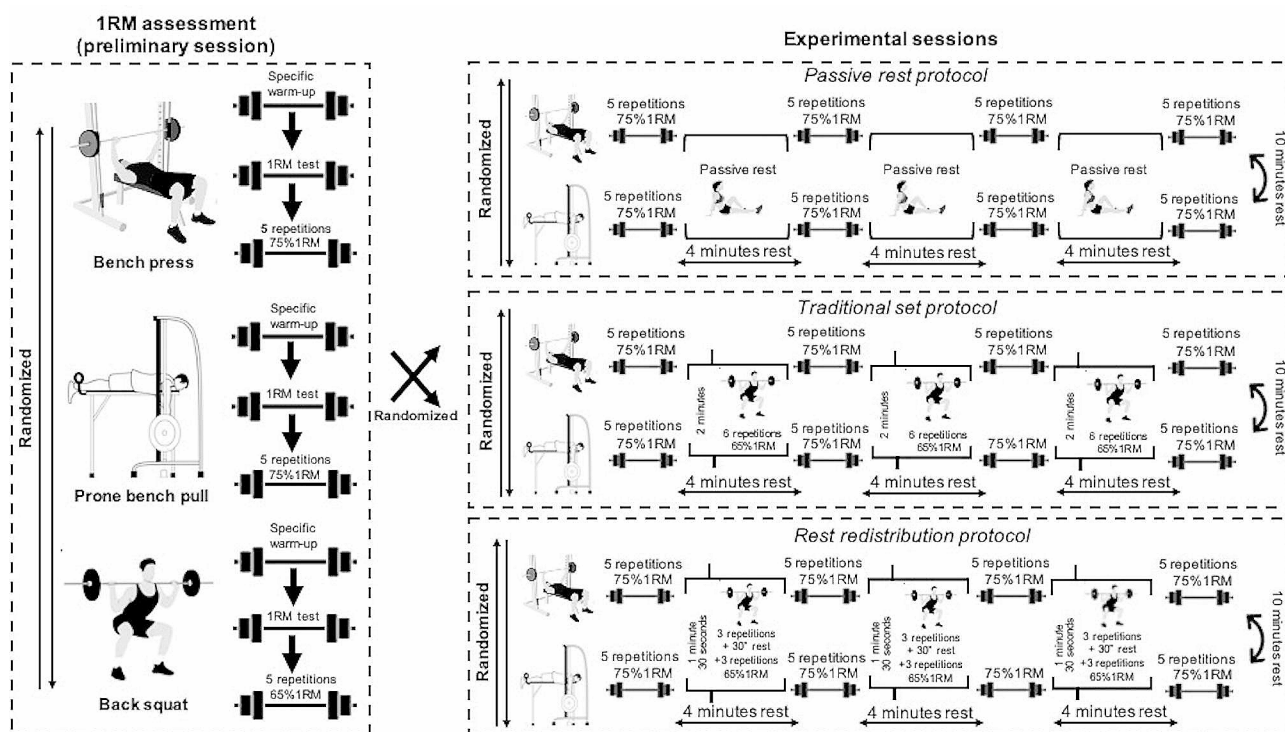 1RM assessment
(preliminary session)
Randomized
Specific
warm-up
1RM test
5 repetitions
75%1RM
Bench press
Specific
warm-up
1RM test
5 repetitions
75%1RM
Prone bench pull
Specific
warm-up
1RM test
5 repetitions
65%1RM
Back squat
Randomized
Experimental sessions
Passive rest protocol
Randomized
5 repetitions
75%1RM
5 repetitions
75%1RM
5 repetitions
75%1RM
5 repetitions
75%1RM
Passive rest
Passive rest
Passive rest
5 repetitions
75%1RM
5 repetitions
75%1RM
5 repetitions
75%1RM
5 repetitions
75%1RM
4 minutes rest
4 minutes rest
4 minutes rest
10 minutes rest
Traditional set protocol
Randomized
5 repetitions
75%1RM
5 repetitions
75%1RM
5 repetitions
75%1RM
5 repetitions
75%1RM
2 minutes
6 repetitions
65%1RM
2 minutes
6 repetitions
65%1RM
2 minutes
6 repetitions
65%1RM
5 repetitions
75%1RM
5 repetitions
75%1RM
75%1RM
5 repetitions
75%1RM
4 minutes rest
4 minutes rest
4 minutes rest
10 minutes rest
Rest redistribution protocol
Randomized
5 repetitions
75%1RM
5 repetitions
75%1RM
5 repetitions
75%1RM
5 repetitions
75%1RM
1 minute
30 seconds
3 repetitions
+ 30" rest
+3 repetitions
65%1RM
1 minute
30 seconds
3 repetitions
+ 30" rest
+3 repetitions
65%1RM
1 minute
30 seconds
3 repetitions
+ 30" rest
+3 repetitions
65%1RM
5 repetitions
75%1RM
5 repetitions
75%1RM
75%1RM
5 repetitions
75%1RM
4 minutes rest
4 minutes rest
4 minutes rest
10 minutes rest